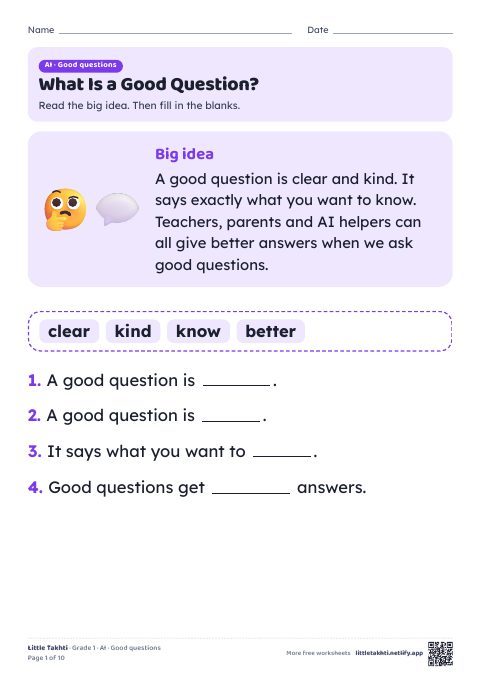 Name Date
AI · Good questions
What Is a Good Question?
Read the big idea. Then fill in the blanks.
Big idea
A good question is clear and kind. It
says exactly what you want to know.
Teachers, parents and AI helpers can
all give better answers when we ask
good questions.
clear kind know better
1. A good question is ________.
2. A good question is _______.
3. It says what you want to _______.
4. Good questions get _________ answers.
Little Takhti · Grade 1 · AI · Good questions
Page 1 of 10
More free worksheets · littletakhti.netlify.app